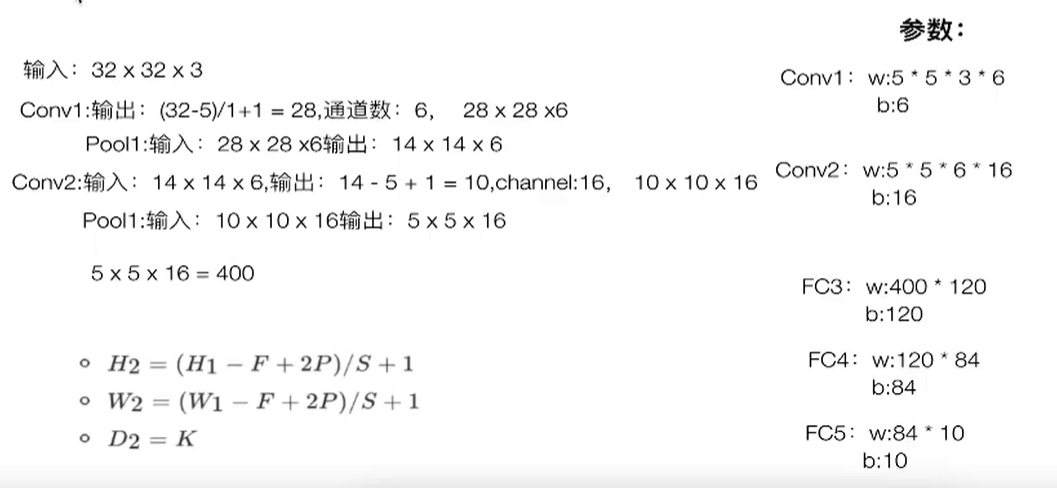 输入：32 x 32 x 3
Conv1:输出：(32-5)/1+1 = 28,通道数：6， 28 x 28 x6
Pool1:输入：28 x 28 x6输出：14 x 14 x 6
Conv2:输入：14 x 14 x 6,输出：14 - 5 + 1 = 10,channel:16， 10 x 10 x 16
Pool1:输入：10 x 10 x 16输出：5 x 5 x 16
5 x 5 x 16 = 400
H2 = (H1 − F + 2P)/S + 1
W2 = (W1 − F + 2P)/S + 1
D2 = K
参数：
Conv1：w:5 * 5 * 3 * 6
b:6
Conv2：w:5 * 5 * 6 * 16
b:16
FC3：w:400 * 120
b:120
FC4：w:120 * 84
b:84
FC5：w:84 * 10
b:10